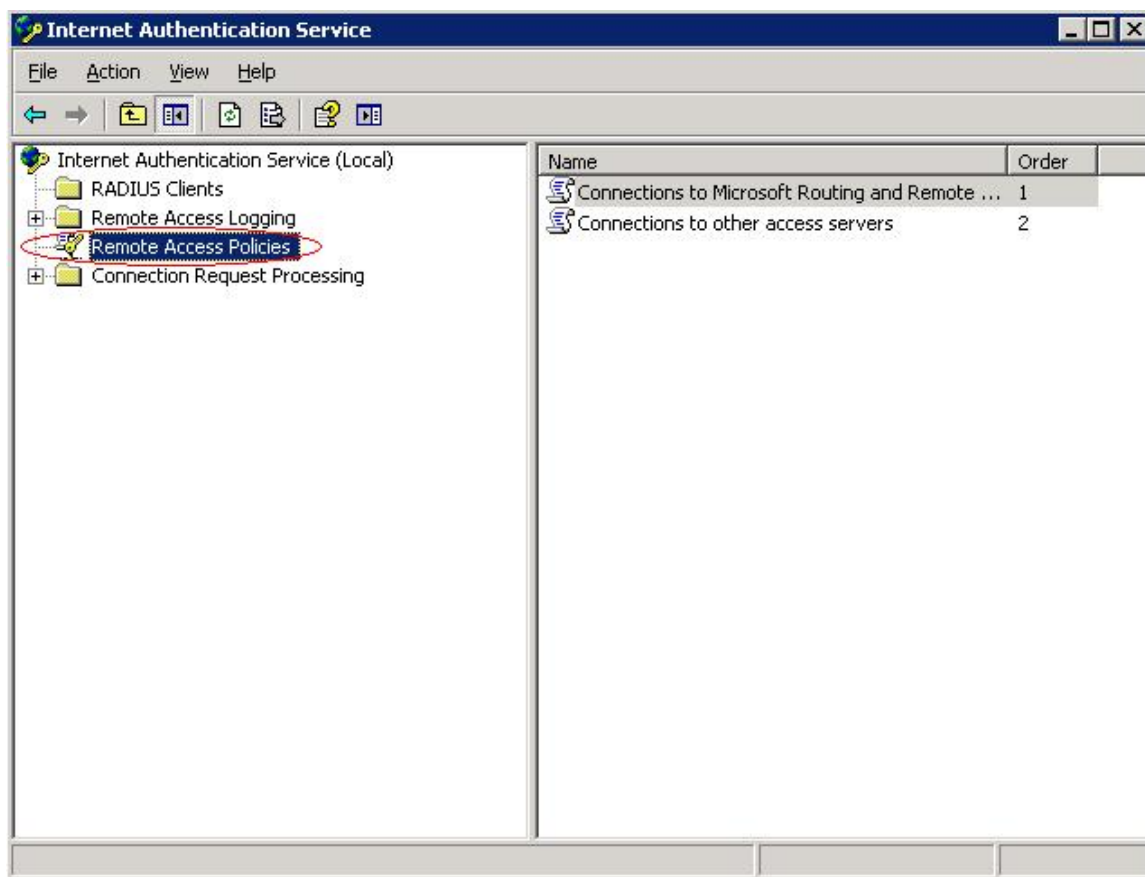 Internet Authentication Service
File Action View Help
Internet Authentication Service (Local)
RADIUS Clients
Remote Access Logging
Remote Access Policies
Connection Request Processing
Name Order
Connections to Microsoft Routing and Remote ... 1
Connections to other access servers 2